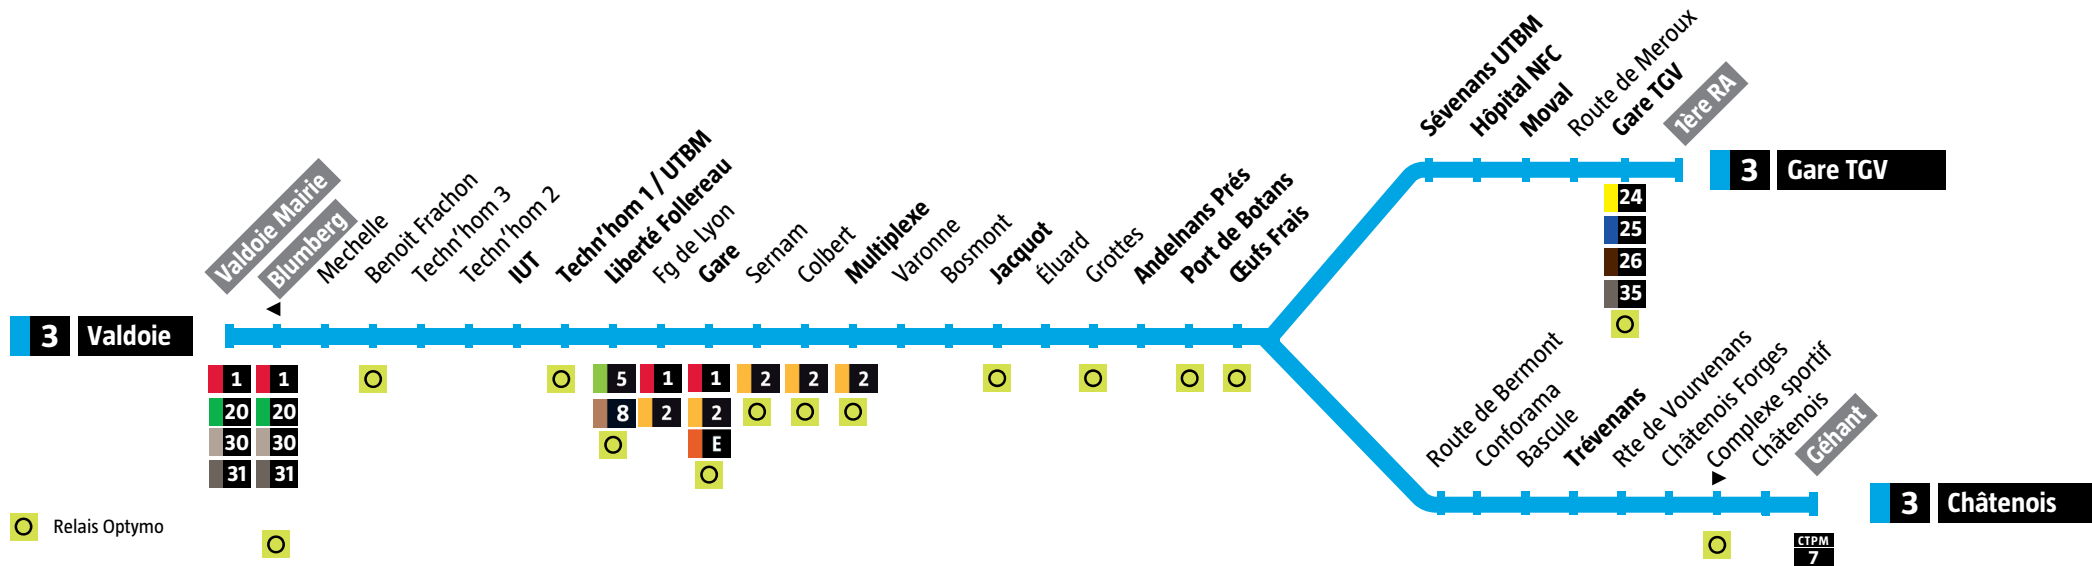 3 Valdoie
Valdoie Mairie
Blumberg
Mechelle
Benoit Frachon
Techn'hom 3
Techn'hom 2
IUT
Techn'hom 1 / UTBM
Liberté Follereau
Fg de Lyon
Gare
Sernam
Colbert
Multiplexe
Varonne
Bosmont
Jacquot
Éluard
Grottes
Andelnans Prés
Port de Botans
Œufs Frais
1
20
30
31
1
20
30
31
5
8
1
2
1
2
E
2
2
2
Sévenans UTBM
Hôpital NFC
Moval
Route de Meroux
Gare TGV
1ère RA
3 Gare TGV
24
25
26
35
Route de Bermont
Conforama
Bascule
Trévenans
Rte de Vourvenans
Châtenois Forges
Complexe sportif
Châtenois
Géhant
3 Châtenois
CTPM
7
Relais Optymo